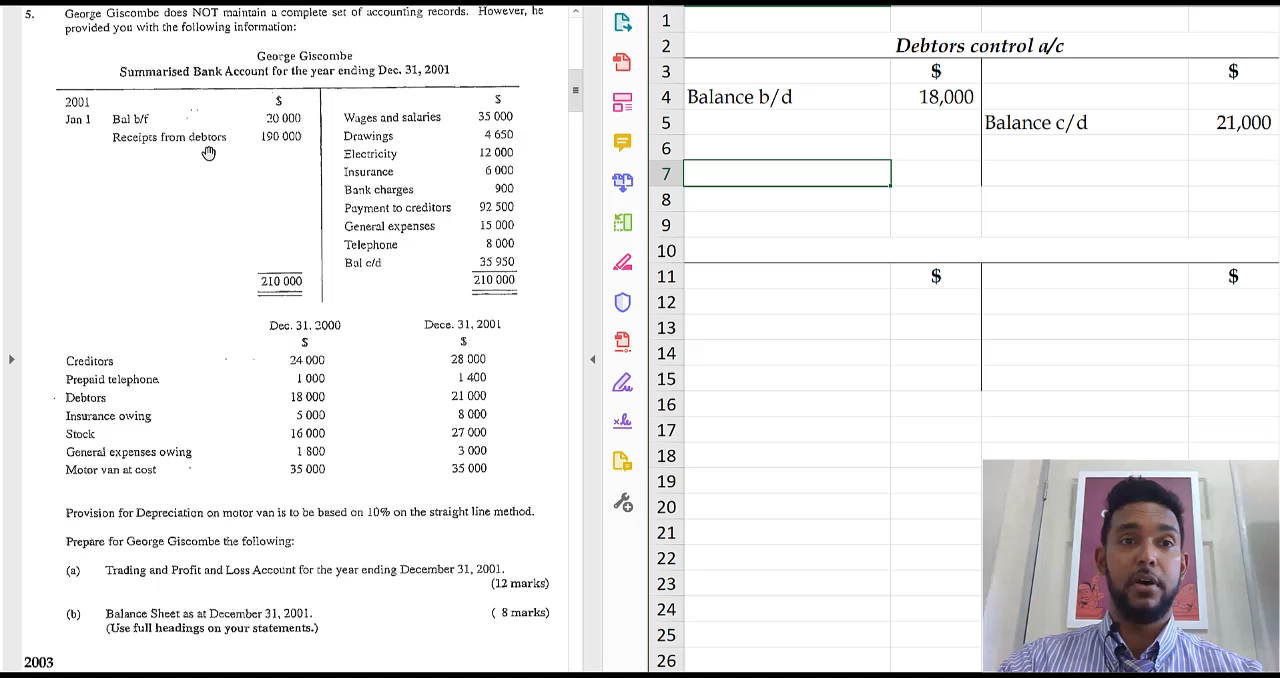 5. George Giscombe does NOT maintain a complete set of accounting records. However, he
provided you with the following information:
George Giscombe
Summarised Bank Account for the year ending Dec. 31, 2001
2001 $ $
Jan 1 Bal b/f 20 000 Wages and salaries 35 000
Receipts from debtors 190 000 Drawings 4 650
Electricity 12 000
Insurance 6 000
Bank charges 900
Payment to creditors 92 500
General expenses 15 000
Telephone 8 000
Bal c/d 35 950
210 000 210 000
Dec. 31, 2000 Dece. 31, 2001
$ $
Creditors 24 000 28 000
Prepaid telephone 1 000 1 400
Debtors 18 000 21 000
Insurance owing 5 000 8 000
Stock 16 000 27 000
General expenses owing 1 800 3 000
Motor van at cost 35 000 35 000
Provision for Depreciation on motor van is to be based on 10% on the straight line method.
Prepare for George Giscombe the following:
(a) Trading and Profit and Loss Account for the year ending December 31, 2001.
(12 marks)
(b) Balance Sheet as at December 31, 2001. ( 8 marks)
(Use full headings on your statements.)
2003
1
2 Debtors control a/c
3 $ $
4 Balance b/d 18,000
5 Balance c/d 21,000
6
7
8
9
10
11 $ $
12
13
14
15
16
17
18
19
20
21
22
23
24
25
26